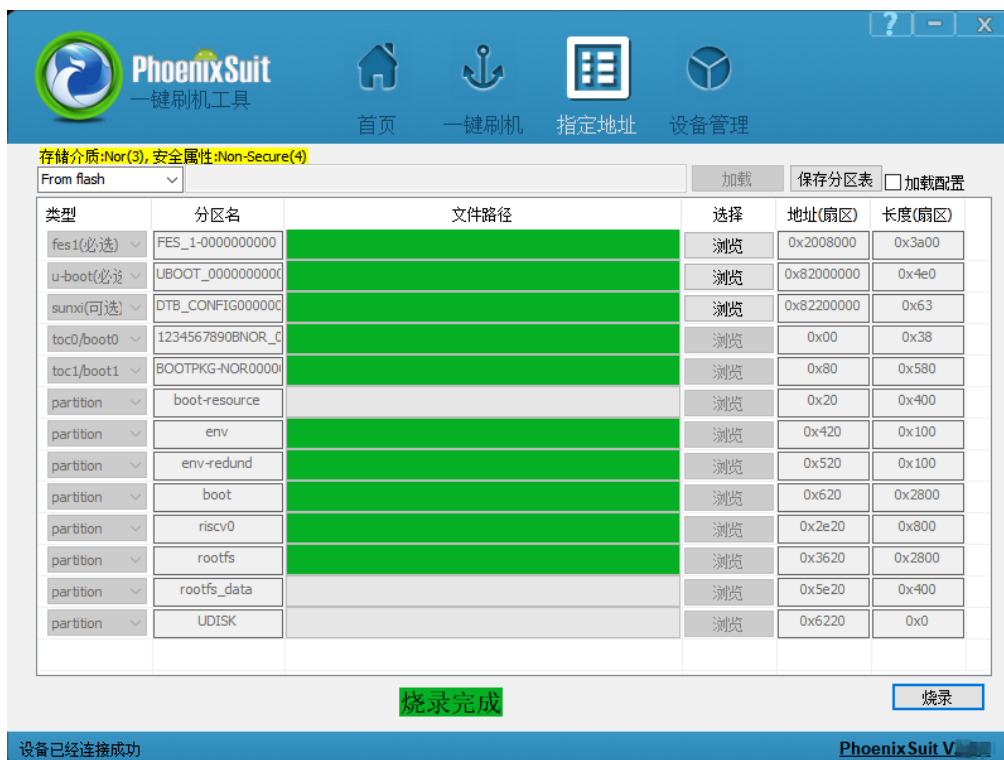 ? - X
PhoenixSuit
一键刷机工具
首页 一键刷机 指定地址 设备管理
存储介质:Nor(3), 安全属性:Non-Secure(4)
From flash 加载 保存分区表 加载配置
类型 分区名 文件路径 选择 地址(扇区) 长度(扇区)
fes1(必选) FES_1-0000000000 浏览 0x2008000 0x3a00
u-boot(必选 UBOOT_0000000000 浏览 0x82000000 0x4e0
sunxi(可选) DTB_CONFIG000000 浏览 0x82200000 0x63
toc0/boot0 1234567890BNOR_0 浏览 0x00 0x38
toc1/boot1 BOOTPKG-NOR00000 浏览 0x80 0x580
partition boot-resource 浏览 0x20 0x400
partition env 浏览 0x420 0x100
partition env-redund 浏览 0x520 0x100
partition boot 浏览 0x620 0x2800
partition riscv0 浏览 0x2e20 0x800
partition rootfs 浏览 0x3620 0x2800
partition rootfs_data 浏览 0x5e20 0x400
partition UDISK 浏览 0x6220 0x0
烧录完成 烧录
设备已经连接成功 PhoenixSuit V